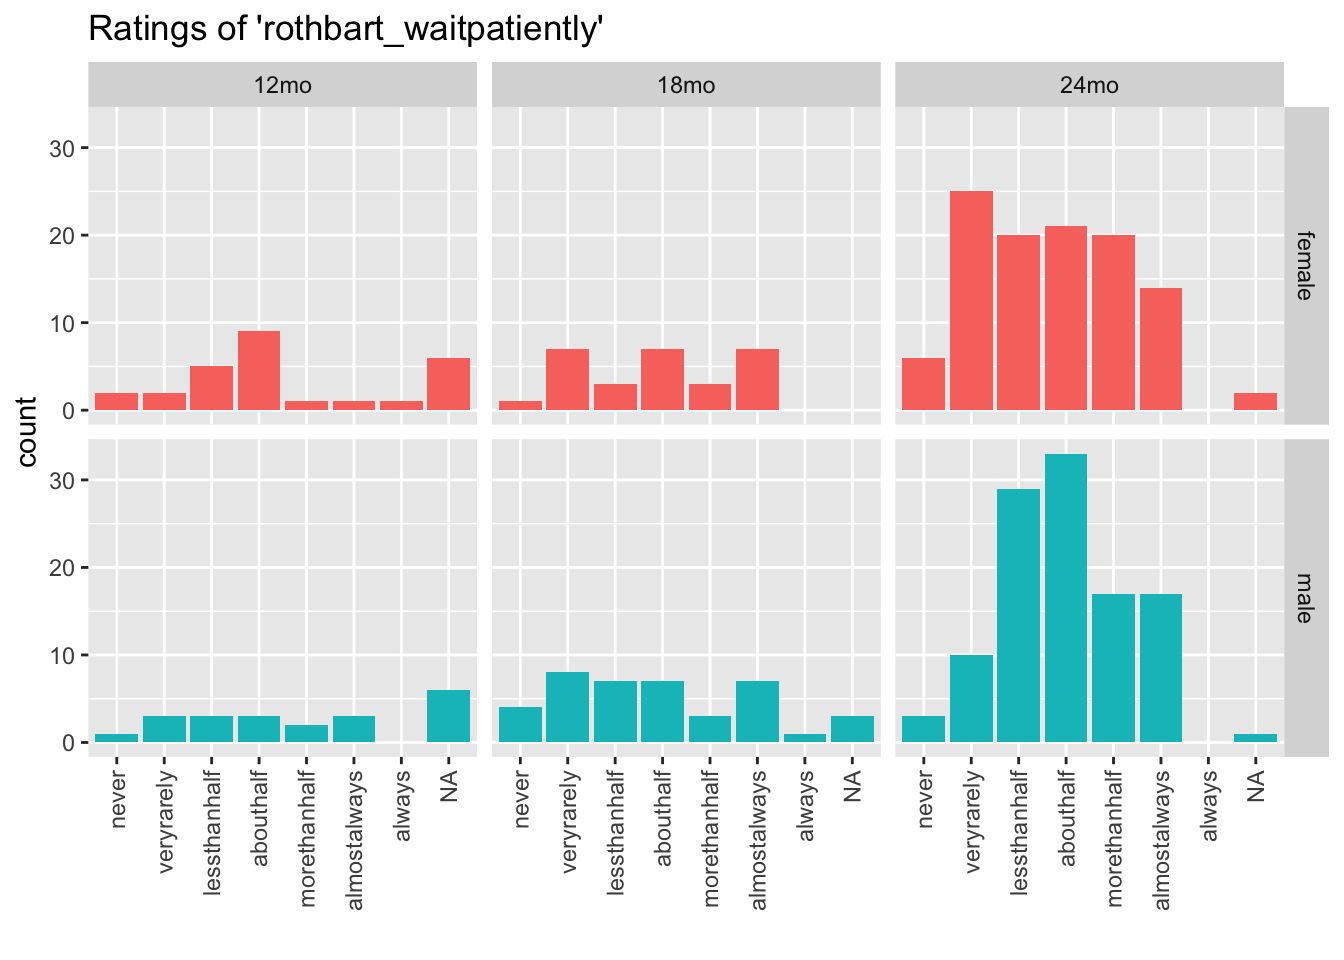 Ratings of 'rothbart_waitpatiently'
12mo 18mo 24mo
30
20
10
0
female
count
30
20
10
0
male
never veryrarely lessthanhalf abouthalf morethanhalf almostalways always NA
never veryrarely lessthanhalf abouthalf morethanhalf almostalways always NA
never veryrarely lessthanhalf abouthalf morethanhalf almostalways always NA